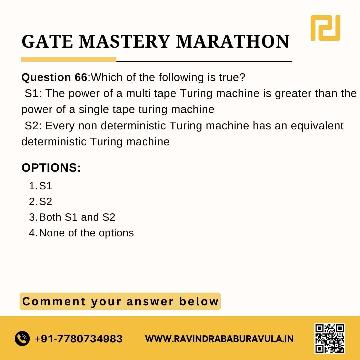 GATE MASTERY MARATHON
Question 66:Which of the following is true?
S1: The power of a multi tape Turing machine is greater than the
power of a single tape turing machine
S2: Every non deterministic Turing machine has an equivalent
deterministic Turing machine
OPTIONS:
1.S1
2.S2
3.Both S1 and S2
4.None of the options
Comment your answer below
+91-7780734983 WWW.RAVINDRABABURAVULA.IN